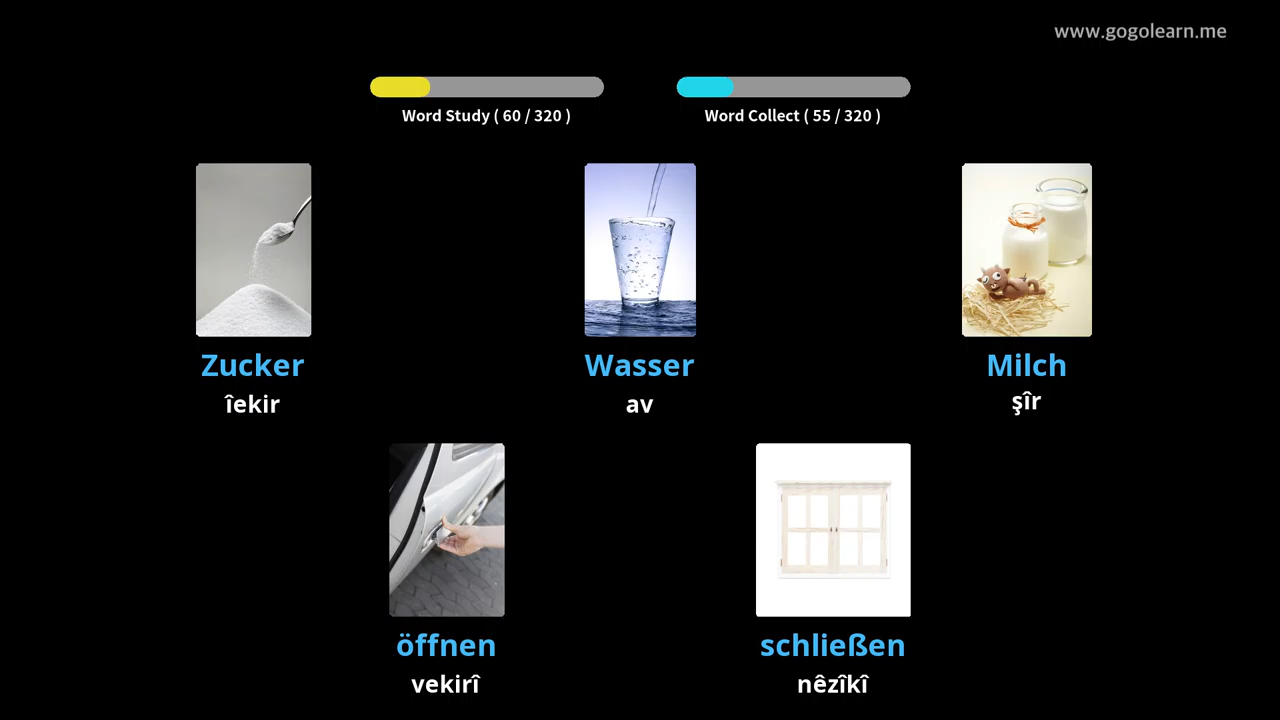 www.gogolearn.me
Word Study ( 60 / 320 )
Word Collect ( 55 / 320 )
Zucker
îekir
Wasser
av
Milch
şîr
öffnen
vekirî
schließen
nêzîkî